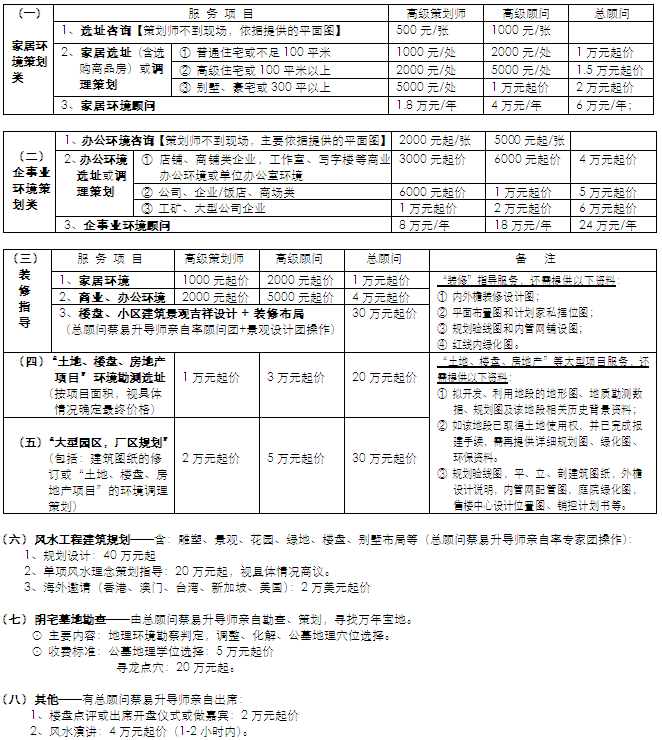 （一） 服 务 项 目 高级策划师 高级顾问 总顾问
家居环境策划类
1、选址咨询【策划师不到现场，依据提供的平面图】 500 元/张 1000 元/张
2、家居选址（含选购商品房）或调理策划 ① 普通住宅或不足 100 平米 1000 元/处 2000 元/处 1 万元起价
② 高级住宅或 100 平米以上 2000 元/处 5000 元/处 1.5 万元起价
③ 别墅、豪宅或 300 平以上 5000 元/处 1 万元起价 2 万元起价
3、家居环境顾问 1.8 万元/年 4 万元/年 6 万元/年；
（二）企事业环境策划类
1、办公环境咨询【策划师不到现场，主要依据提供的平面图】 2000 元起/张 5000 元起/张
2、办公环境选址或调理策划 ① 店铺、商铺类企业，工作室、写字楼等商业办公环境或单位办公室环境 3000 元起价 6000 元起价 4 万元起价
② 公司、企业/饭店、商场类 6000 元起价 1 万元起价 5 万元起价
③ 工矿、大型公司企业 1 万元起价 2 万元起价 6 万元起价
3、企事业环境顾问 8 万元/年 18 万元/年 24 万元/年
（三）装修指导
服 务 项 目 高级策划师 高级顾问 总顾问 备 注
1、家居环境 1000 元起价 2000 元起价 1 万元起价
2、商业、办公环境 2000 元起价 5000 元起价 4 万元起价
3、楼盘、小区建筑景观吉祥设计 + 装修布局 30 万元起价
（总顾问蔡易升导师亲自率顾问团+景观设计团操作）
“装修”指导服务，还需提供以下资料：
① 内外檐装修设计图；
② 平面布置图和计划家私据位图；
③ 规划验线图和内管网铺设图；
④ 红线内绿化图。
（四）“土地、楼盘、房地产
项目”环境勘测选址
（按项目面积，视具体
情况确定最终价格）
1 万元起价 3 万元起价 20 万元起价
（五）“大型园区，厂区规划”
（包括：建筑图纸的修
订或“土地、楼盘、房
地产项目”的环境调理
策划）
2 万元起价 5 万元起价 30 万元起价
“土地、楼盘、房地产”等大型项目服务，还
需提供以下资料：
① 拟开发、利用地段的地形图、地质勘测数
据、规划图及该地段相关历史背景资料；
② 如该地段已取得土地使用权，并已完成报
建手续，需再提供详细规划图、绿化图、
环保资料。
③ 规划验线图，平、立、剖建筑图纸，外檐
设计说明，内管网配管图，庭院绿化图，
售楼中心设计位置图、销控计划书等。
（六）风水工程建筑规划——含：雕塑、景观、花园、绿地、楼盘、别墅布局等（总顾问蔡易升导师亲自率专家团操作）：
1、规划设计：40 万元起
2、单项风水理念策划指导：20 万元起，视具体情况商议。
3、海外邀请（香港、澳门、台湾、新加坡、美国）：2 万美元起价
（七）阴宅墓地勘查——由总顾问蔡易升导师亲自勘查、策划，寻找万年宝地。
⊙ 主要内容：地理环境勘察判定，调整、化解、公墓地理穴位选择。
⊙ 收费标准：公墓地理学位选择：5 万元起价
寻龙点穴：20 万元起。
（八）其他——有总顾问蔡易升导师亲自出席：
1、楼盘点评或出席开盘仪式或做嘉宾：2 万元起价
2、风水演讲：4 万元起价（1-2 小时内）。